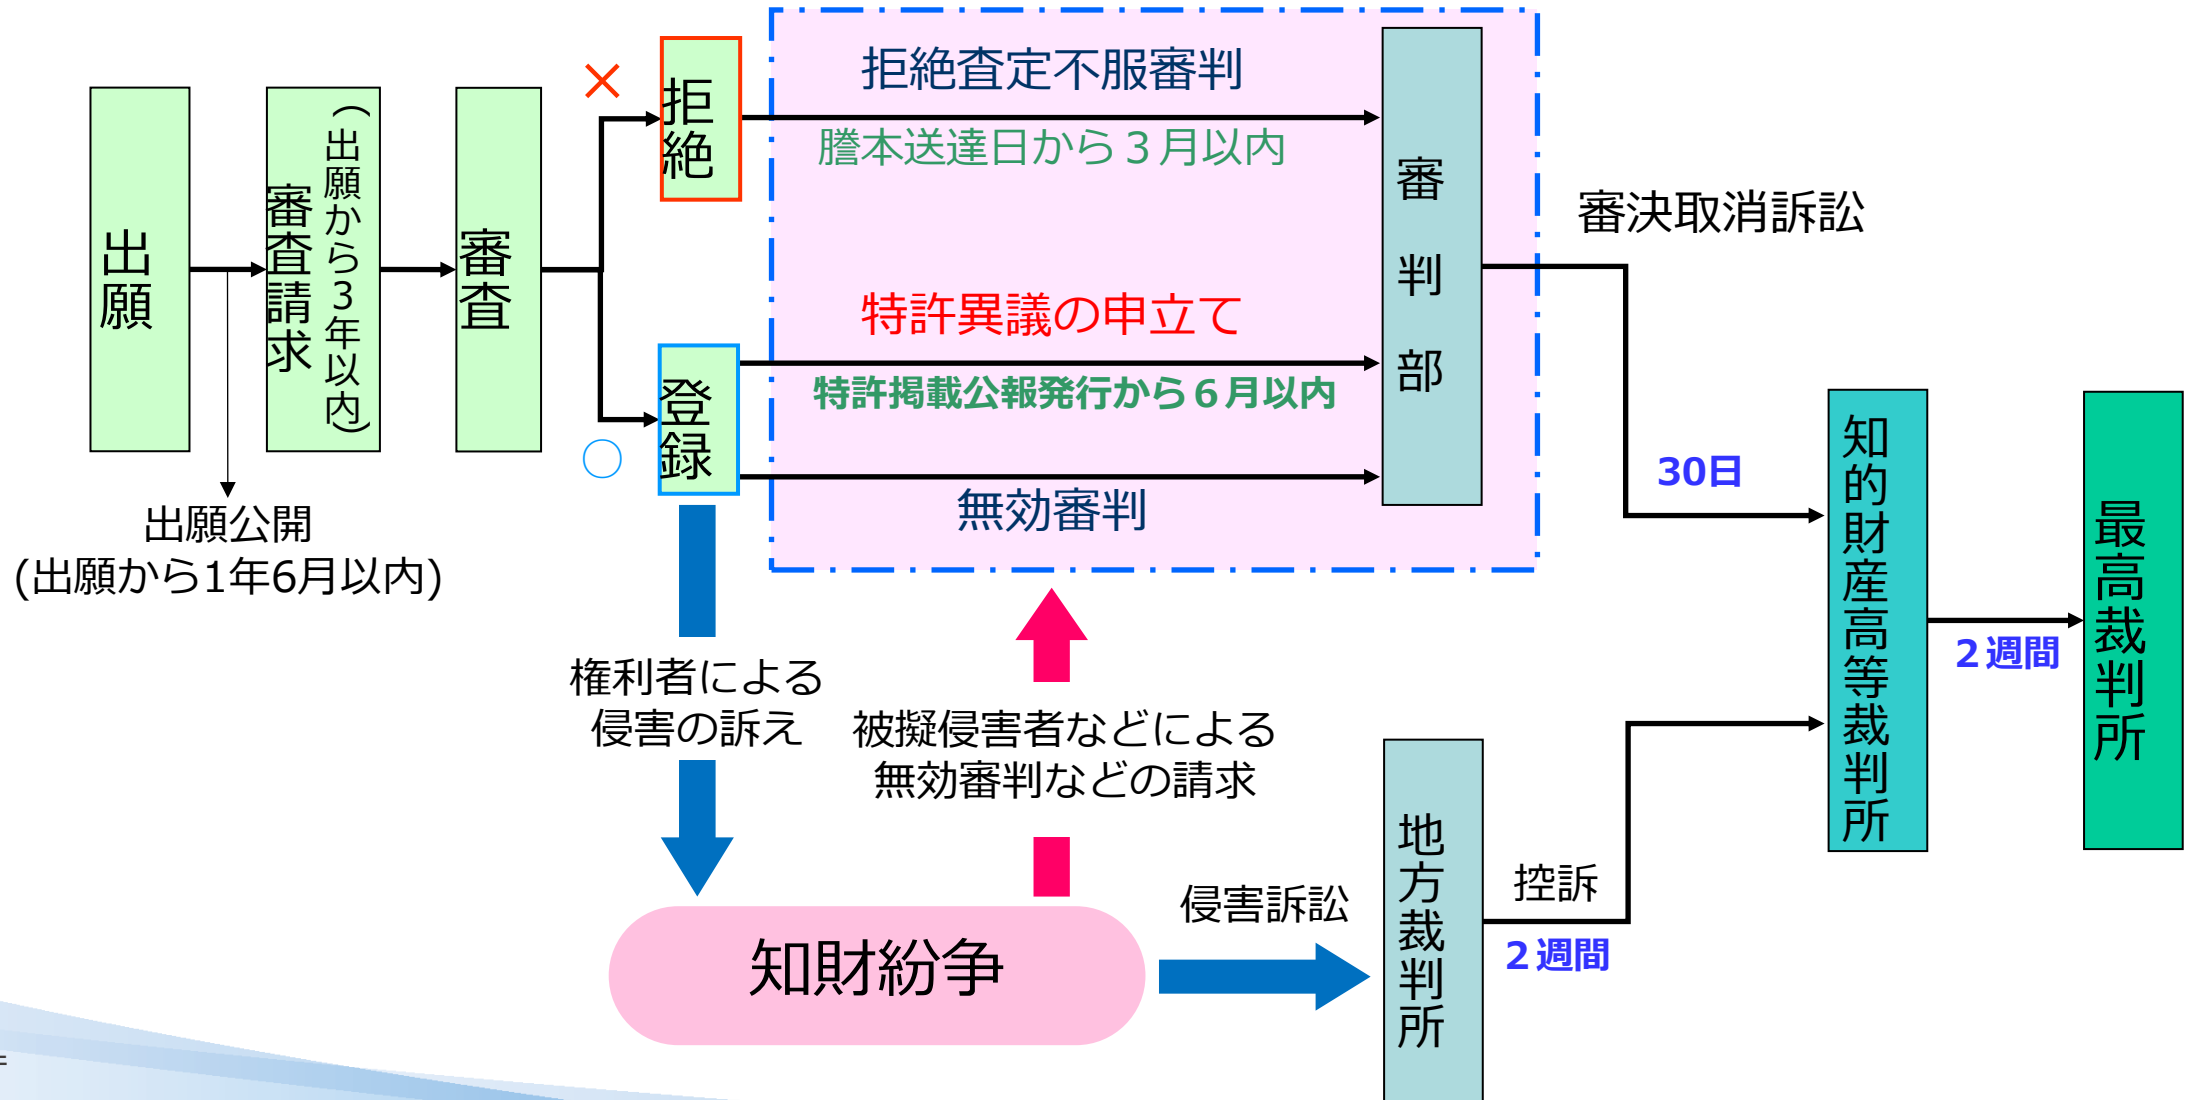 出願
審査請求
（出願から3年以内）
審査
×
拒絶
○
登録
出願公開
(出願から1年6月以内)
拒絶査定不服審判
謄本送達日から３月以内
特許異議の申立て
特許掲載公報発行から６月以内
無効審判
審判部
審決取消訴訟
30日
知的財産高等裁判所
２週間
最高裁判所
権利者による
侵害の訴え
被擬侵害者などによる
無効審判などの請求
知財紛争
侵害訴訟
地方裁判所
控訴
２週間